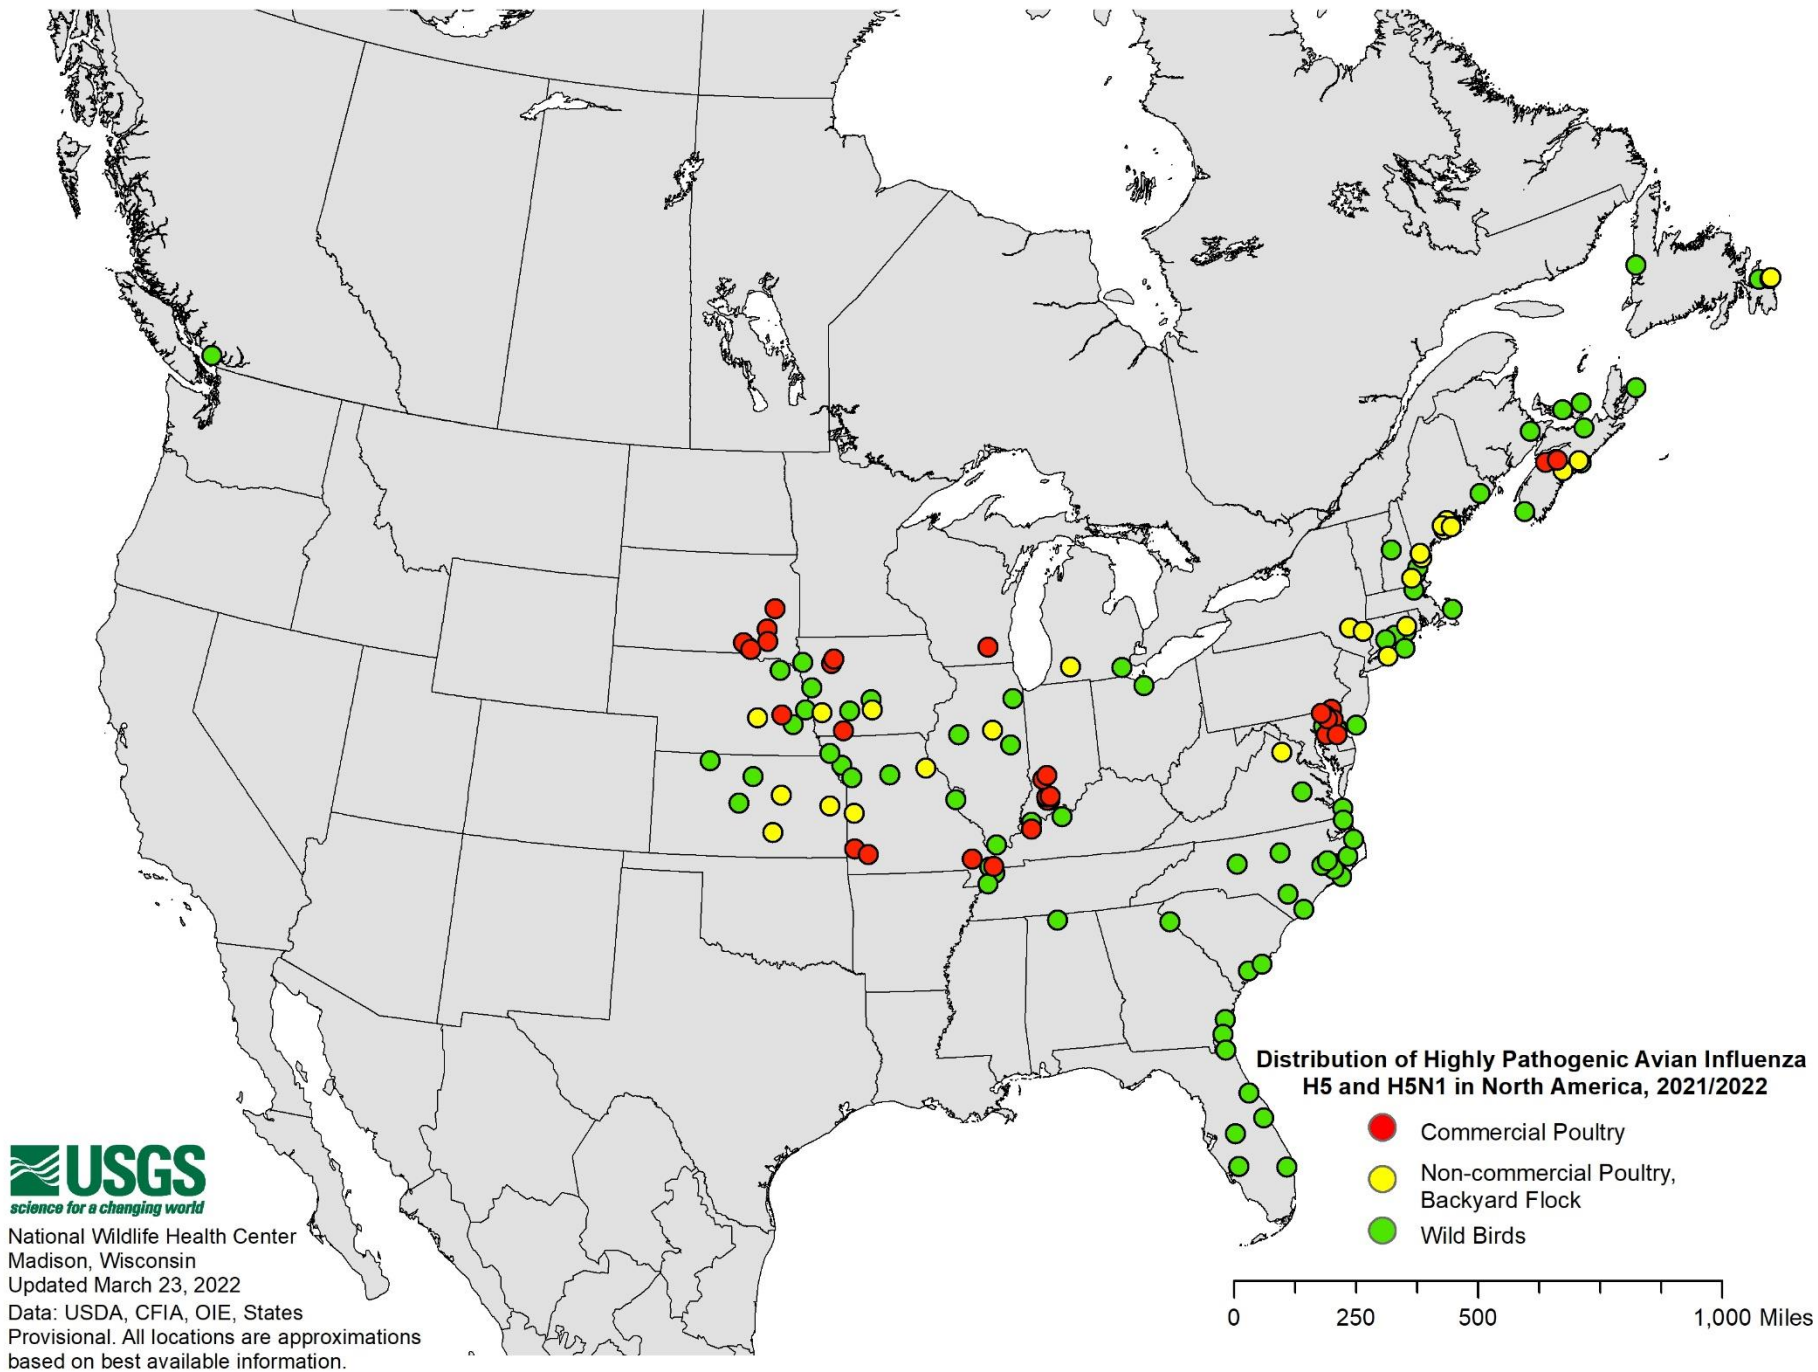 Distribution of Highly Pathogenic Avian Influenza
H5 and H5N1 in North America, 2021/2022
Commercial Poultry
Non-commercial Poultry,
Backyard Flock
Wild Birds
0 250 500 1,000 Miles
USGS
science for a changing world
National Wildlife Health Center
Madison, Wisconsin
Updated March 23, 2022
Data: USDA, CFIA, OIE, States
Provisional. All locations are approximations
based on best available information.